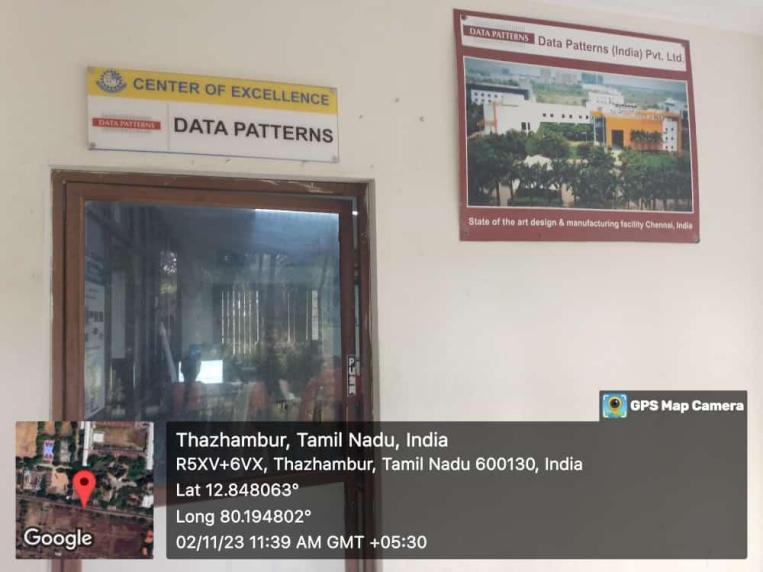 CENTER OF EXCELLENCE
DATA PATTERNS
DATA PATTERNS
DATA PATTERNS
Data Patterns (India) Pvt. Ltd.
State of the art design & manufacturing facility Chennai, India
PUSH
GPS Map Camera
Thazhambur, Tamil Nadu, India
R5XV+6VX, Thazhambur, Tamil Nadu 600130, India
Lat 12.848063°
Long 80.194802°
02/11/23 11:39 AM GMT +05:30
Google